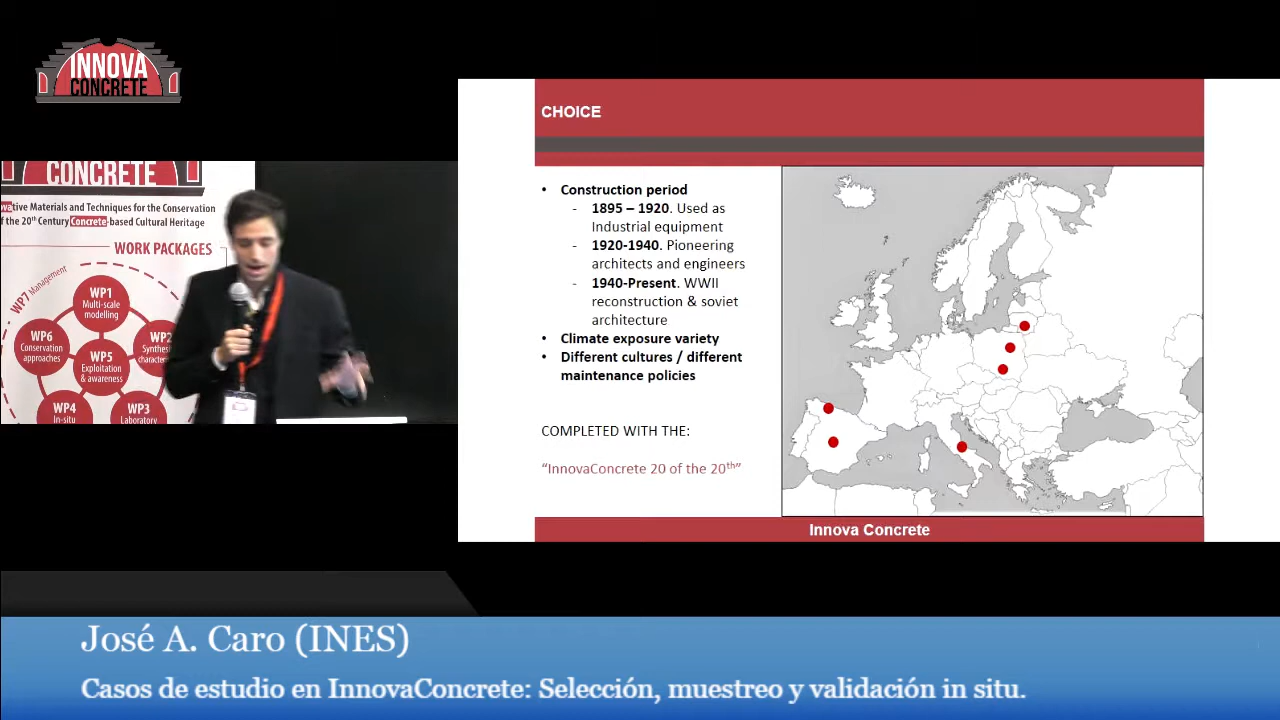 INNOVA
CONCRETE
CONCRETE
Innovative Materials and Techniques for the Conservation
of the 20th Century Concrete-based Cultural Heritage
WORK PACKAGES
WP7 Management
WP1
Multi-scale
modelling
WP6
Conservation
approaches
WP2
WP5
Exploitation
& awareness
WP4
In-situ
WP3
Laboratory
CHOICE
• Construction period
- 1895 – 1920. Used as
Industrial equipment
- 1920-1940. Pioneering
architects and engineers
- 1940-Present. WWII
reconstruction & soviet
architecture
• Climate exposure variety
• Different cultures / different
maintenance policies
COMPLETED WITH THE:
“InnovaConcrete 20 of the 20th”
Innova Concrete
José A. Caro (INES)
Casos de estudio en InnovaConcrete: Selección, muestreo y validación in situ.